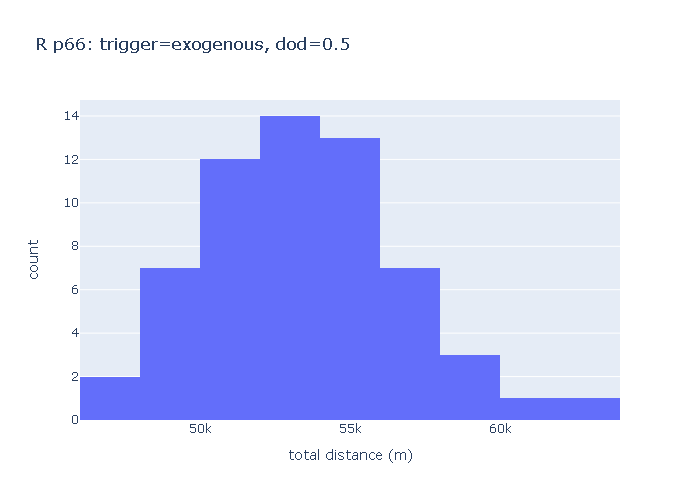 R p66: trigger=exogenous, dod=0.5
14
12
10
8
6
4
2
0
count
50k
55k
60k
total distance (m)